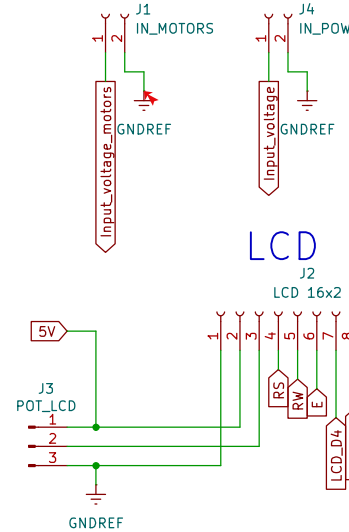 J1
IN_MOTORS
1
2
Input_voltage_motors
GNDREF
J4
IN_POW
1
2
Input_voltage
GNDREF
LCD
J2
LCD 16x2
1
2
3
4
5
6
7
8
RS
RW
E
LCD_D4
5V
J3
POT_LCD
1
2
3
GNDREF